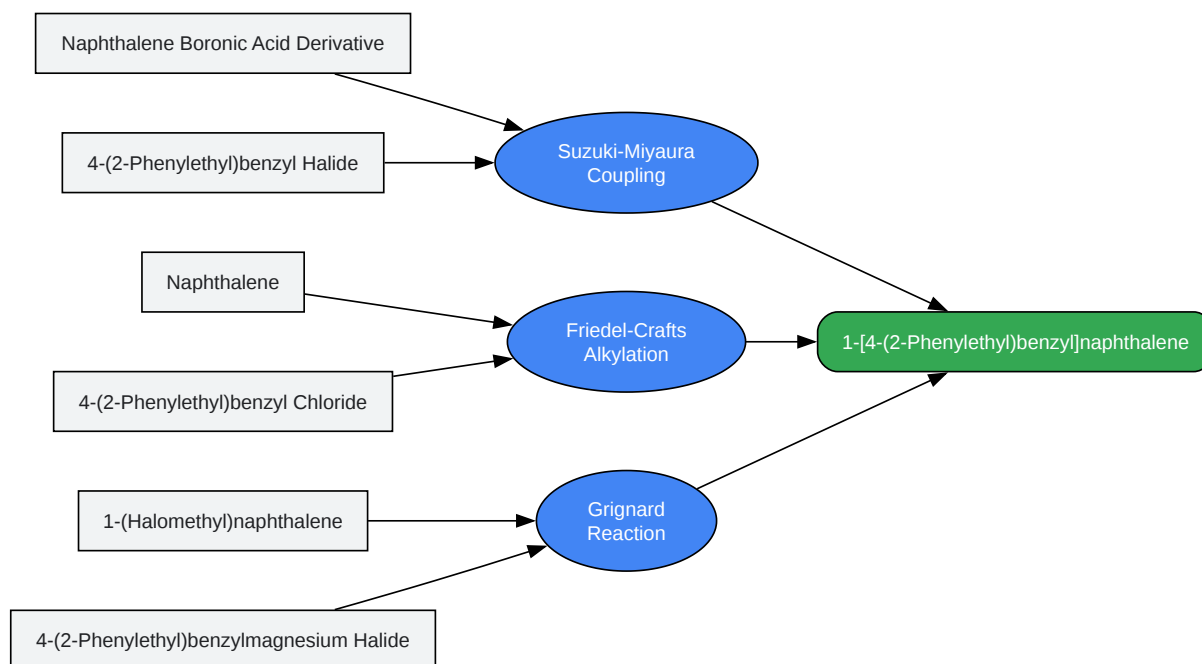 Naphthalene Boronic Acid Derivative
4-(2-Phenylethyl)benzyl Halide
Suzuki-Miyaura
Coupling
Naphthalene
4-(2-Phenylethyl)benzyl Chloride
Friedel-Crafts
Alkylation
1-[4-(2-Phenylethyl)benzyl]naphthalene
1-(Halomethyl)naphthalene
4-(2-Phenylethyl)benzylmagnesium Halide
Grignard
Reaction